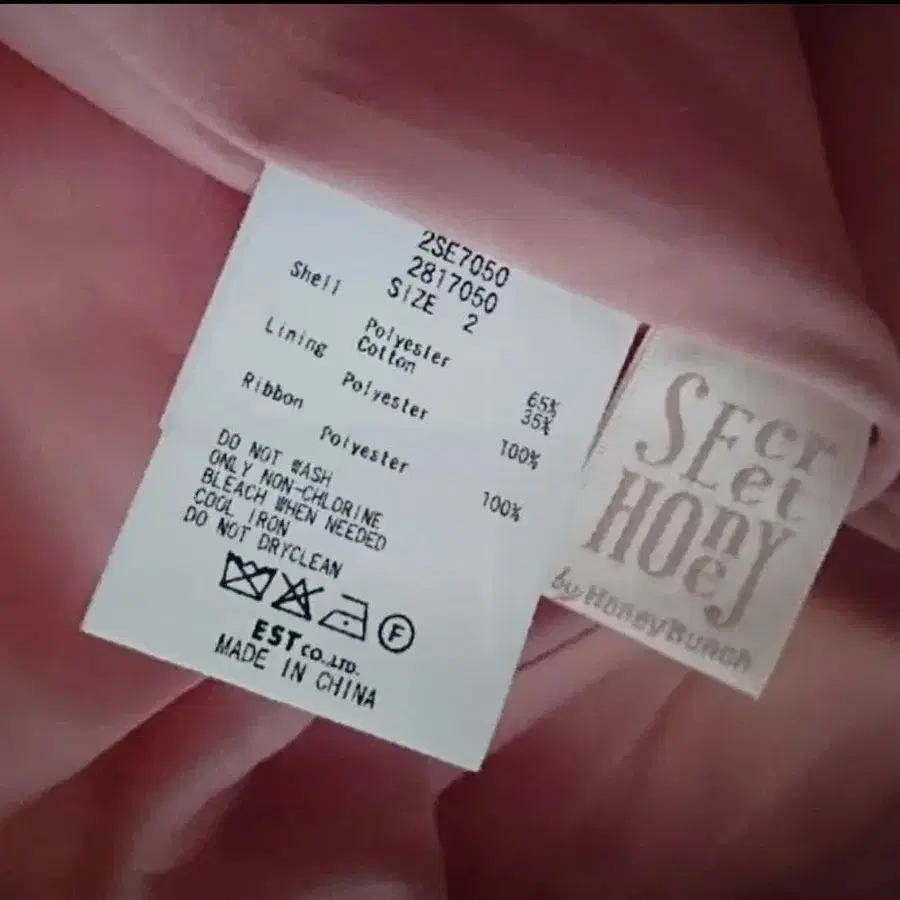 2SE7050
2817050
SIZE 2
Shell Polyester 65%
Cotton 35%
Lining Polyester 100%
Ribbon Polyester 100%
DO NOT WASH
ONLY NON-CHLORINE
BLEACH WHEN NEEDED
COOL IRON
DO NOT DRYCLEAN
F
EST CO.,LTD.
MADE IN CHINA
SEcret
HONeyJ
by HoneyBunch